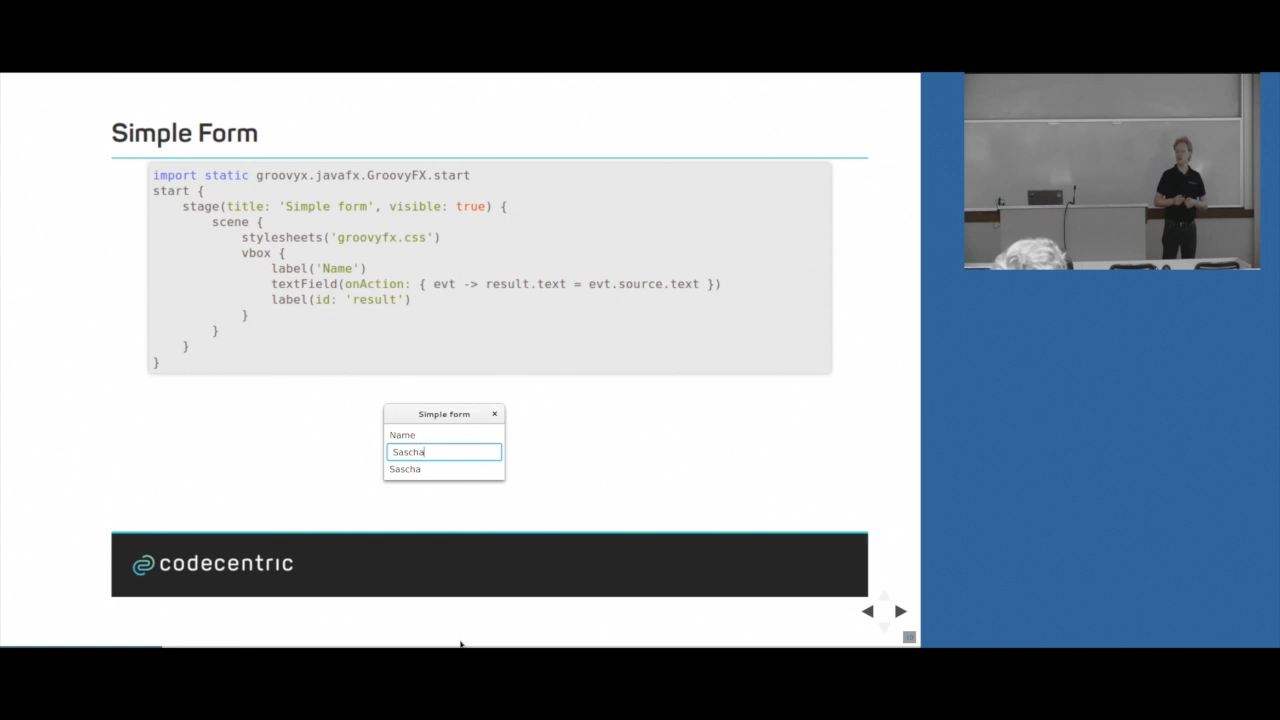 Simple Form
import static groovyx.javafx.GroovyFX.start
start {
    stage(title: 'Simple form', visible: true) {
        scene {
            stylesheets('groovyfx.css')
            vbox {
                label('Name')
                textField(onAction: { evt -> result.text = evt.source.text })
                label(id: 'result')
            }
        }
    }
}
Simple form ×
Name
Sascha
Sascha
codecentric